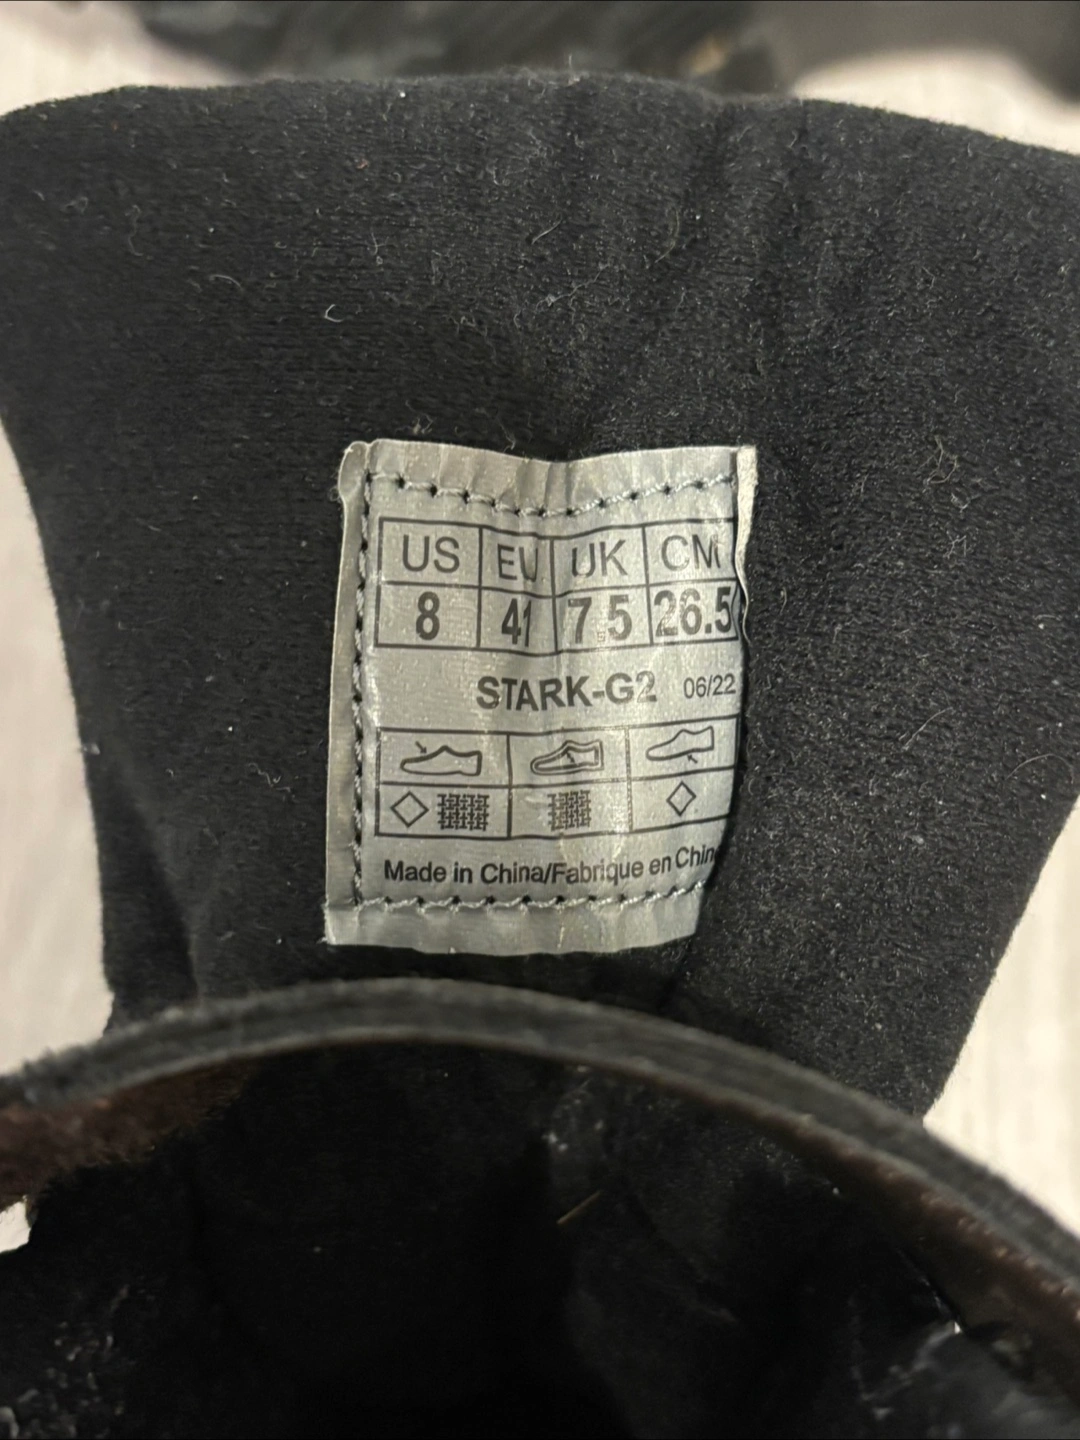 US EU UK CM
8 41 7.5 26.5
STARK-G2 06/22
Made in China/Fabrique en Chin